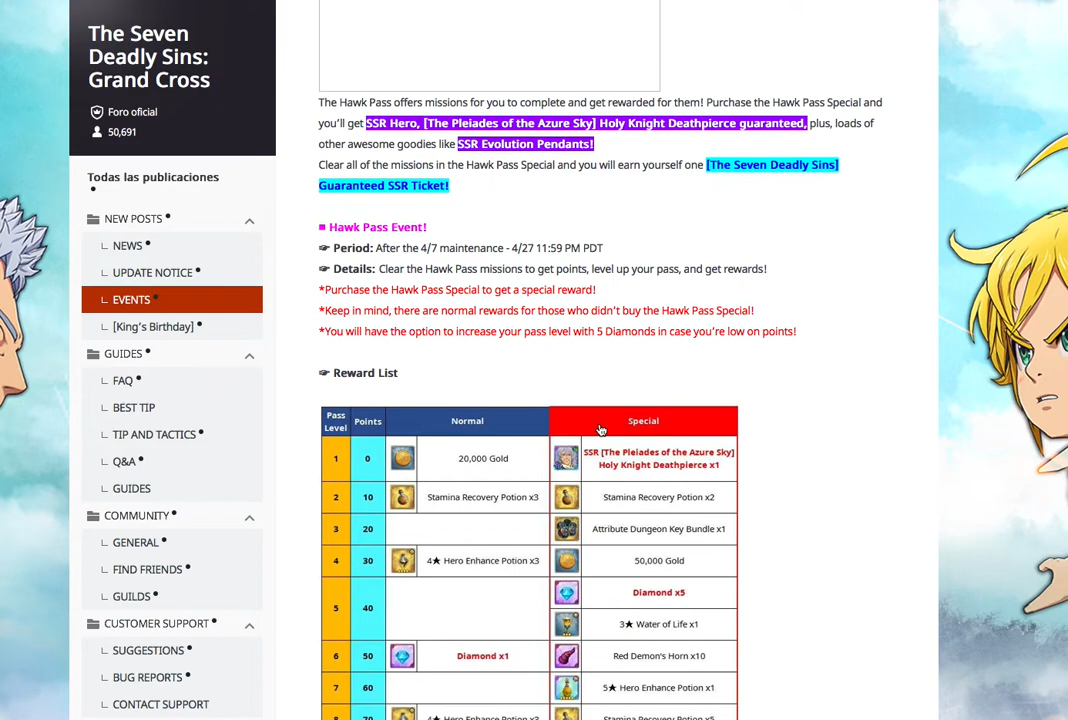 The Seven
Deadly Sins:
Grand Cross
Foro oficial
50,691
Todas las publicaciones
NEW POSTS
NEWS
UPDATE NOTICE
EVENTS
[King's Birthday]
GUIDES
FAQ
BEST TIP
TIP AND TACTICS
Q&A
GUIDES
COMMUNITY
GENERAL
FIND FRIENDS
GUILDS
CUSTOMER SUPPORT
SUGGESTIONS
BUG REPORTS
CONTACT SUPPORT
The Hawk Pass offers missions for you to complete and get rewarded for them! Purchase the Hawk Pass Special and
you'll get SSR Hero, [The Pleiades of the Azure Sky] Holy Knight Deathpierce guaranteed, plus, loads of
other awesome goodies like SSR Evolution Pendants!
Clear all of the missions in the Hawk Pass Special and you will earn yourself one [The Seven Deadly Sins]
Guaranteed SSR Ticket!
■ Hawk Pass Event!
☞ Period: After the 4/7 maintenance - 4/27 11:59 PM PDT
☞ Details: Clear the Hawk Pass missions to get points, level up your pass, and get rewards!
*Purchase the Hawk Pass Special to get a special reward!
*Keep in mind, there are normal rewards for those who didn't buy the Hawk Pass Special!
*You will have the option to increase your pass level with 5 Diamonds in case you're low on points!
☞ Reward List
Pass Level Points Normal Special
1 0 20,000 Gold SSR [The Pleiades of the Azure Sky] Holy Knight Deathpierce x1
2 10 Stamina Recovery Potion x3 Stamina Recovery Potion x2
3 20 Attribute Dungeon Key Bundle x1
4 30 4★ Hero Enhance Potion x3 50,000 Gold
5 40 Diamond x5
3★ Water of Life x1
6 50 Diamond x1 Red Demon's Horn x10
7 60 5★ Hero Enhance Potion x1
8 70 4★ Hero Enhance Potion x3 Stamina Recovery Potion x5